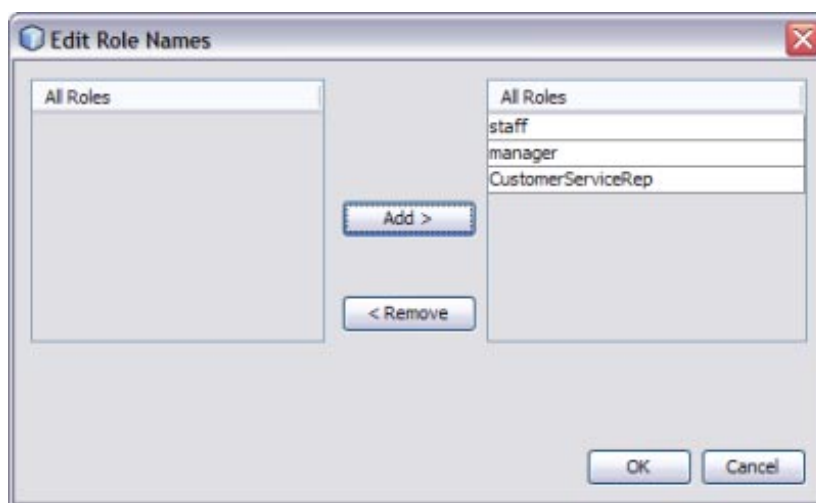 Edit Role Names
All Roles
All Roles
staff
manager
CustomerServiceRep
Add >
< Remove
OK
Cancel